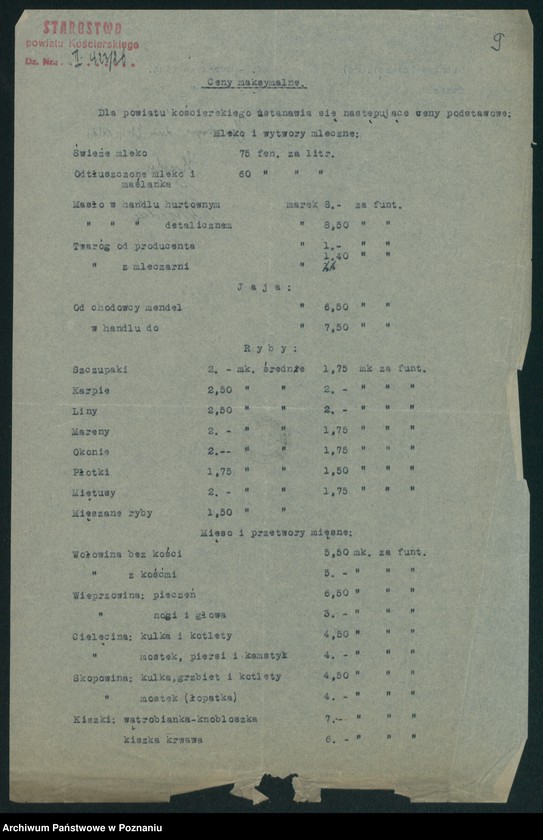 STAROSTWO
powiatu Kościerskiego
Dz. Nr.: I. 423/20.
9
Ceny maksymalne.
Dla powiatu kościerskiego ustanawia się następujące ceny podstawowe:
Mleko i wytwory mleczne:
Świeże mleko 75 fen. za litr.
Odtłuszczone mleko i 60 " " "
maślanka
Masło w handlu hurtownym marek 8.- za funt.
" " " detalicznem " 8,50 " "
Twaróg od producenta " 1.- " "
" z mleczarni " 1.40 " "
J a j a :
Od chodowcy mendel " 6,50 " "
w handlu do " 7,50 " "
R y b y :
Szczupaki 2. - mk. średnie 1,75 mk za funt.
Karpie 2,50 " " 2. - " " "
Liny 2,50 " " 2. - " " "
Mareny 2. - " " 1,75 " " "
Okonie 2.-- " " 1,75 " " "
Płotki 1,75 " " 1,50 " " "
Miętusy 2. - " " 1,75 " " "
Mięszane ryby 1,50 " "
Mięso i przetwory mięsne:
Wołowina bez kości 5,50 mk. za funt.
" z kośćmi 5. - " " "
Wieprzowina: pieczeń 6,50 " " "
" nogi i głowa 3. - " " "
Cielęcina: kulka i kotlety 4,50 " " "
" mostek, piersi i kamstyk 4. - " " "
Skopowina: kulka,grzbiet i kotlety 4,50 " " "
" mostek (łopatka) 4. - " " "
Kiszki: wątrobianka-knobloszka 7.-- " " "
kiszka krwawa 6. - " " "
Archiwum Państwowe w Poznaniu